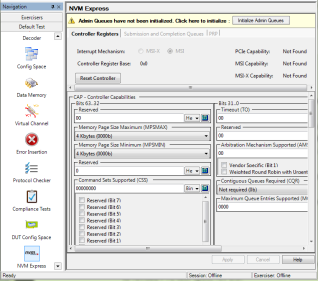 Navigation
Exercisers
Default Test
Decoder
Config Space
Data Memory
Virtual Channel
Error Insertion
Protocol Checker
Compliance Tests
DUT Config Space
NVM Express
NVM Express
Admin Queues have not been initialized. Click here to initialize : Initialize Admin Queues
Controller Registers Submission and Completion Queues PRP
Interrupt Mechanism: MSI-X MSI PCIe Capability: Not Found
Controller Register Base: 0x0 MSI Capability Not Found
Reset Controller MSI-X Capability: Not Found
CAP - Controller Capabilities
Bits 63..32
Reserved
00 He
Memory Page Size Maximum (MPSMAX)
4 Kbytes (0000b)
Memory Page Size Minimum (MPSMIN)
4 Kbytes (0000b)
Reserved
0 He
Command Sets Supported (CSS)
00000000 Bin
Reserved (Bit 7)
Reserved (Bit 6)
Reserved (Bit 5)
Reserved (Bit 4)
Reserved (Bit 3)
Reserved (Bit 2)
Reserved (Bit 1)
Bits 31..0
Timeout (TO)
00
Reserved
00
Arbitration Mechanism Supported (AMS
00
Vendor Specific (Bit 1)
Weighted Round Robin with Urgent
Contiguous Queues Required (CQR)
Not required (0b)
Maximum Queue Entries Supported (M
0000
Apply Cancel Help
Ready Session: Offline Exerciser: Offline